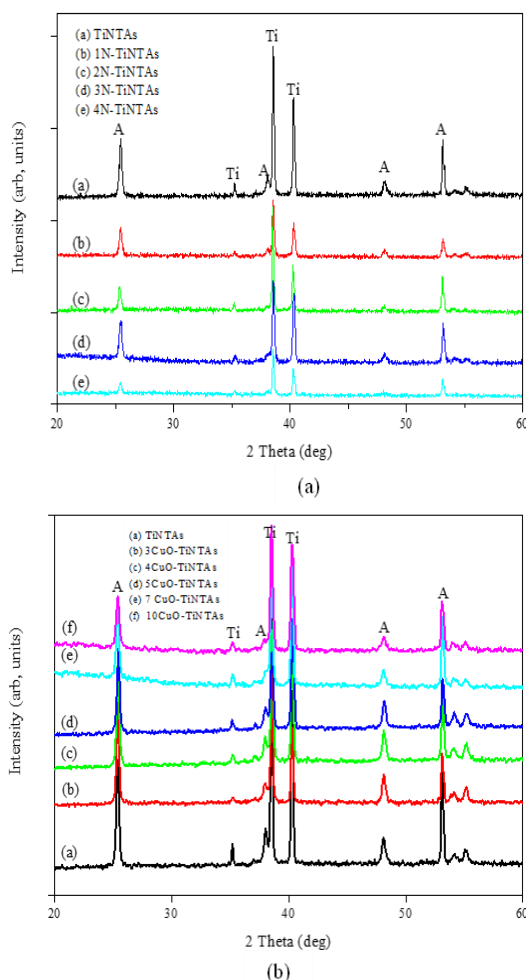 (a) TiNTAs
(b) 1N-TiNTAs
(c) 2N-TiNTAs
(d) 3N-TiNTAs
(e) 4N-TiNTAs
Ti
Ti
A
Ti
A
A
A
(a)
(b)
(c)
(d)
(e)
Intensity (arb, units)
20 30 40 50 60
2 Theta (deg)
(a)
(a) TiNTAs
(b) 3CuO-TiNTAs
(c) 4CuO-TiNTAs
(d) 5CuO-TiNTAs
(e) 7 CuO-TiNTAs
(f) 10CuO-TiNTAs
Ti
Ti
A
Ti
A
A
A
(f)
(e)
(d)
(c)
(b)
(a)
Intensity (arb, units)
20 30 40 50 60
2 Theta (deg)
(b)